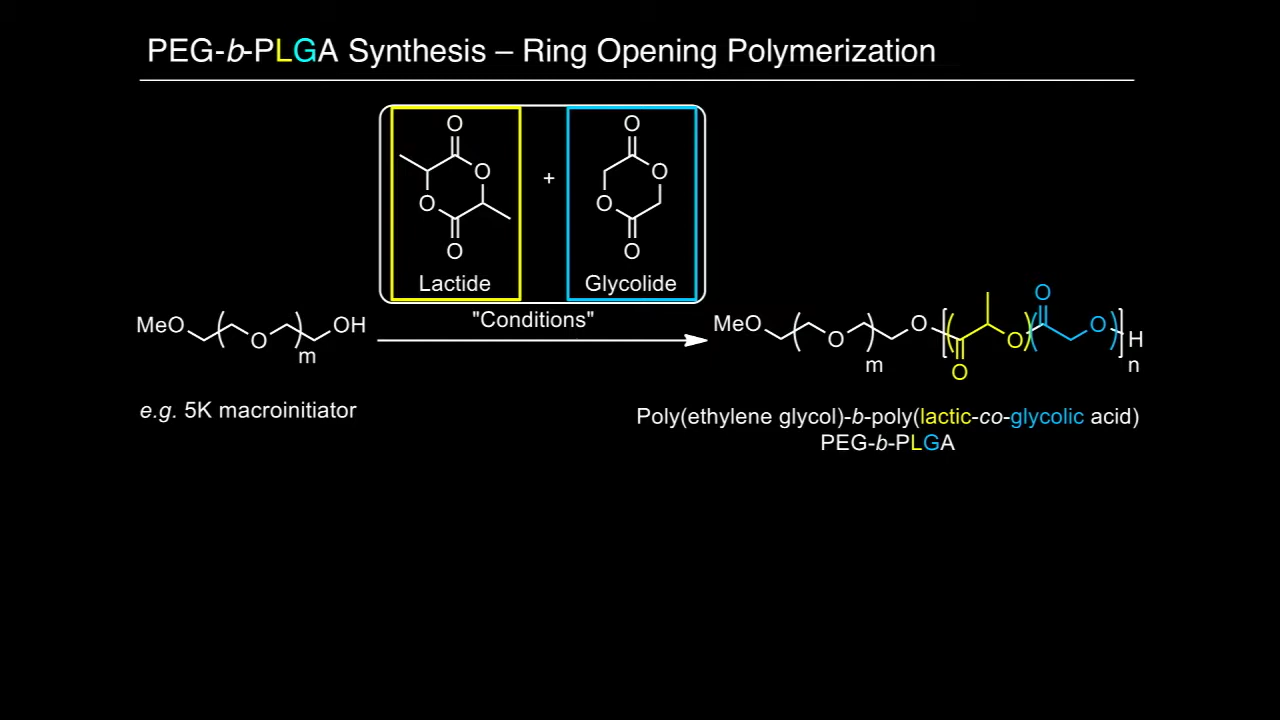 PEG-b-PLGA Synthesis – Ring Opening Polymerization
O
O
O
O
Lactide
+
O
O
O
O
Glycolide
"Conditions"
MeO
O
m
OH
MeO
O
m
O
O
O
O
O
H
n
e.g. 5K macroinitiator
Poly(ethylene glycol)-b-poly(lactic-co-glycolic acid)
PEG-b-PLGA